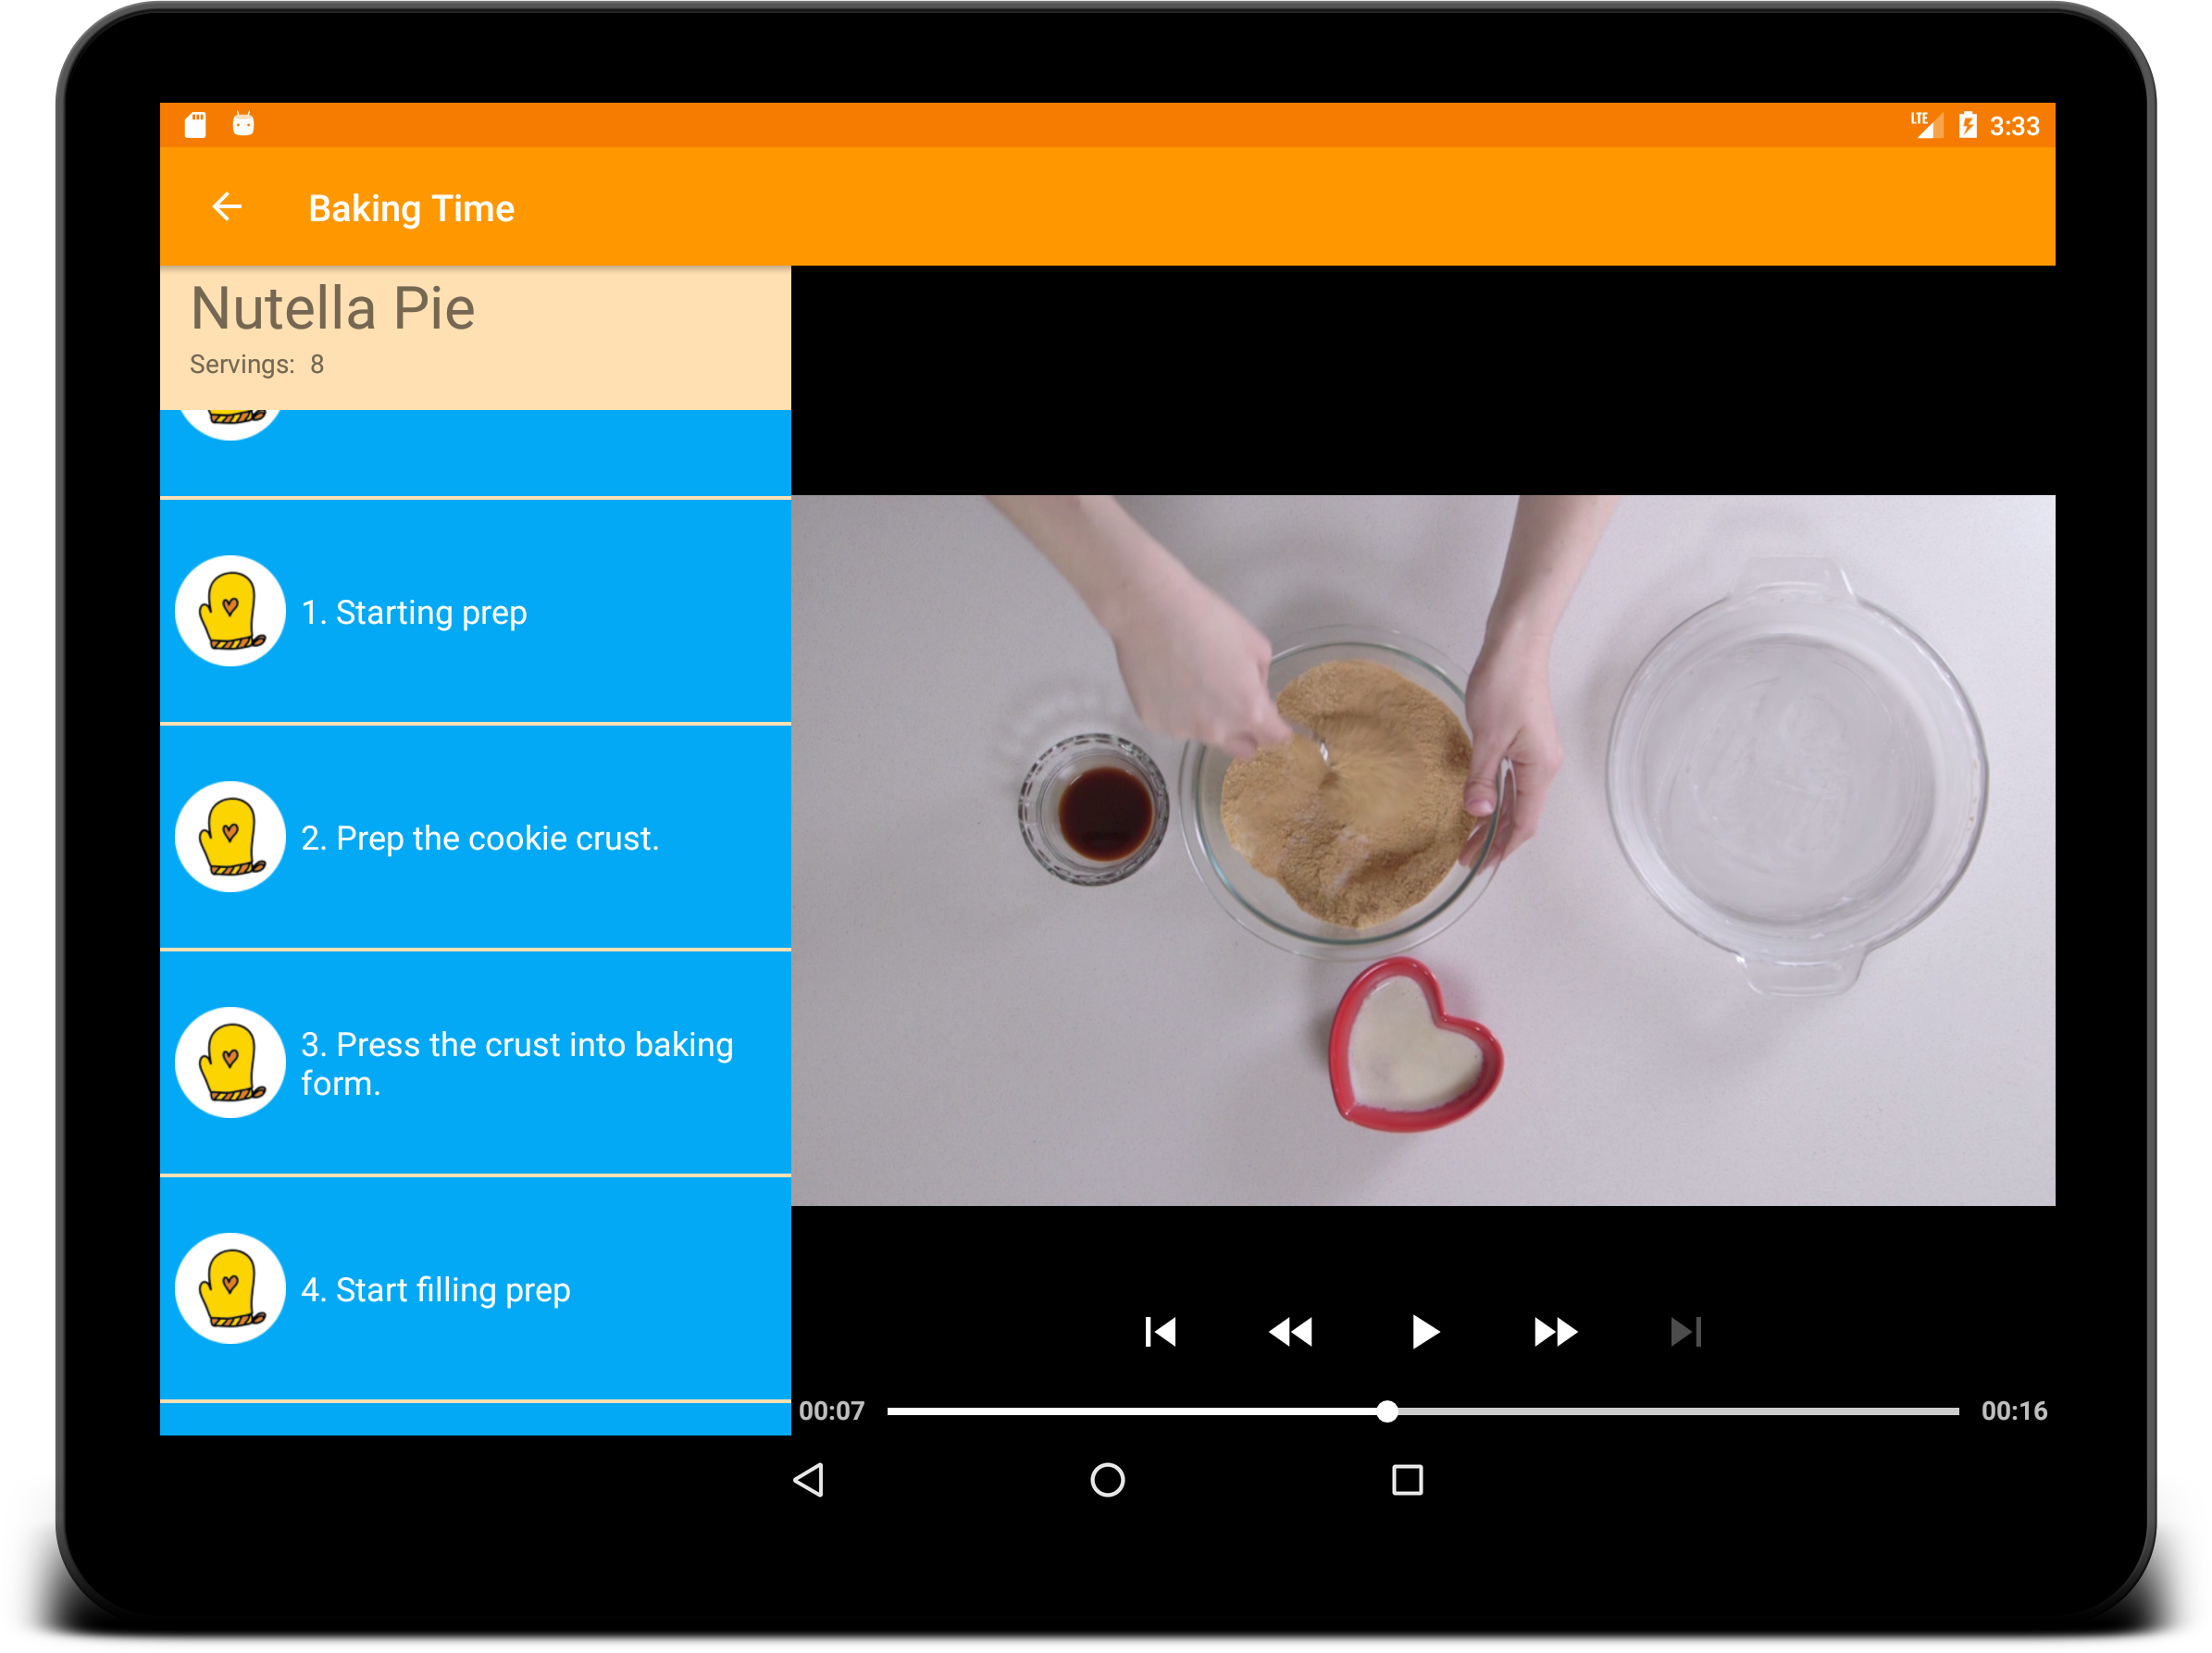 LTE 3:33
Baking Time
Nutella Pie
Servings: 8
1. Starting prep
2. Prep the cookie crust.
3. Press the crust into baking
form.
4. Start filling prep
00:07 00:16